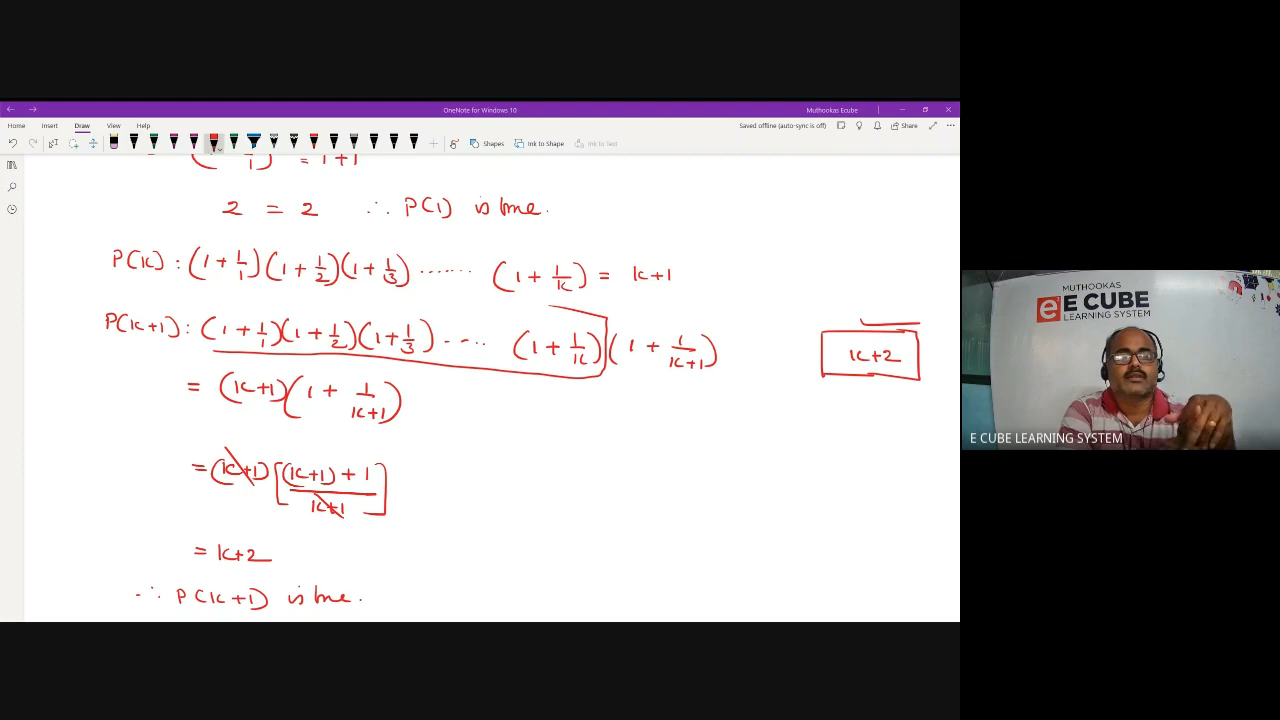 OneNote for Windows 10
Muthookas Ecube
Home Insert Draw View Help
Saved offline (auto-sync is off) Share
Shapes Ink to Shape Ink to Text
(1/1) = 1+1
2 = 2 ∴ P(1) is true.
P(k) : (1 + 1/1)(1 + 1/2)(1 + 1/3) ........ (1 + 1/k) = k+1
P(k+1) : (1 + 1/1)(1 + 1/2)(1 + 1/3) ..... (1 + 1/k)(1 + 1/k+1)
k+2
= (k+1)(1 + 1/k+1)
= (k+1) [(k+1) + 1/k+1]
= k+2
∴ P(k+1) is true.
MUTHOOKAS
e E CUBE
LEARNING SYSTEM
E CUBE LEARNING SYSTEM